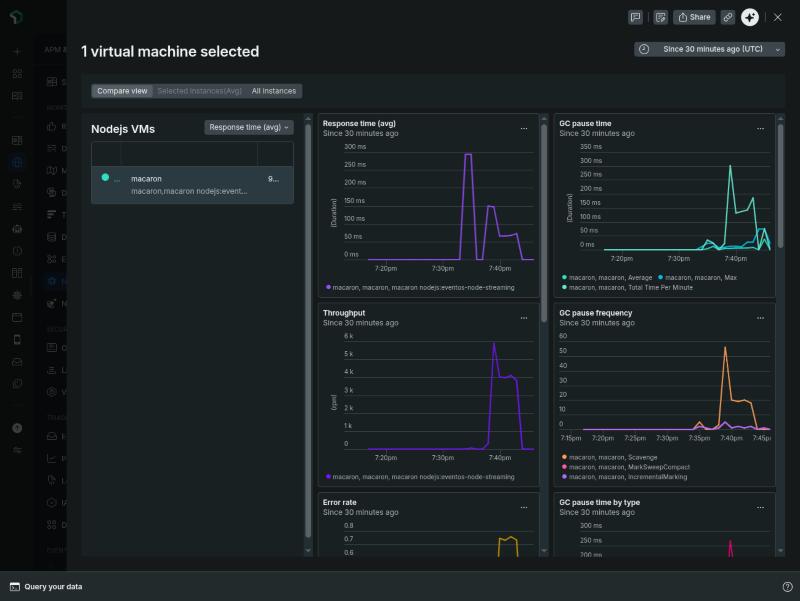 Share
1 virtual machine selected
Since 30 minutes ago (UTC)
Compare view
Selected Instances(Avg)
All instances
APM &
Nodejs VMs
Response time (avg)
macaron
9...
macaron,macaron nodejs:event...
Response time (avg)
Since 30 minutes ago
300 ms
250 ms
200 ms
150 ms
100 ms
50 ms
0 ms
(Duration)
7:20pm
7:30pm
7:40pm
macaron, macaron, macaron nodejs:eventos-node-streaming
GC pause time
Since 30 minutes ago
350 ms
300 ms
250 ms
200 ms
150 ms
100 ms
50 ms
0 ms
(Duration)
7:20pm
7:30pm
7:40pm
macaron, macaron, Average
macaron, macaron, Max
macaron, macaron, Total Time Per Minute
Throughput
Since 30 minutes ago
6 k
5 k
4 k
3 k
2 k
1 k
0
(cpm)
7:20pm
7:30pm
7:40pm
macaron, macaron, macaron nodejs:eventos-node-streaming
GC pause frequency
Since 30 minutes ago
60
50
40
30
20
10
0
7:15pm
7:20pm
7:25pm
7:30pm
7:35pm
7:40pm
7:45p
macaron, macaron, Scavenge
macaron, macaron, MarkSweepCompact
macaron, macaron, IncrementalMarking
Error rate
Since 30 minutes ago
0.8
0.7
0.6
GC pause time by type
Since 30 minutes ago
300 ms
250 ms
200 ms
Query your data